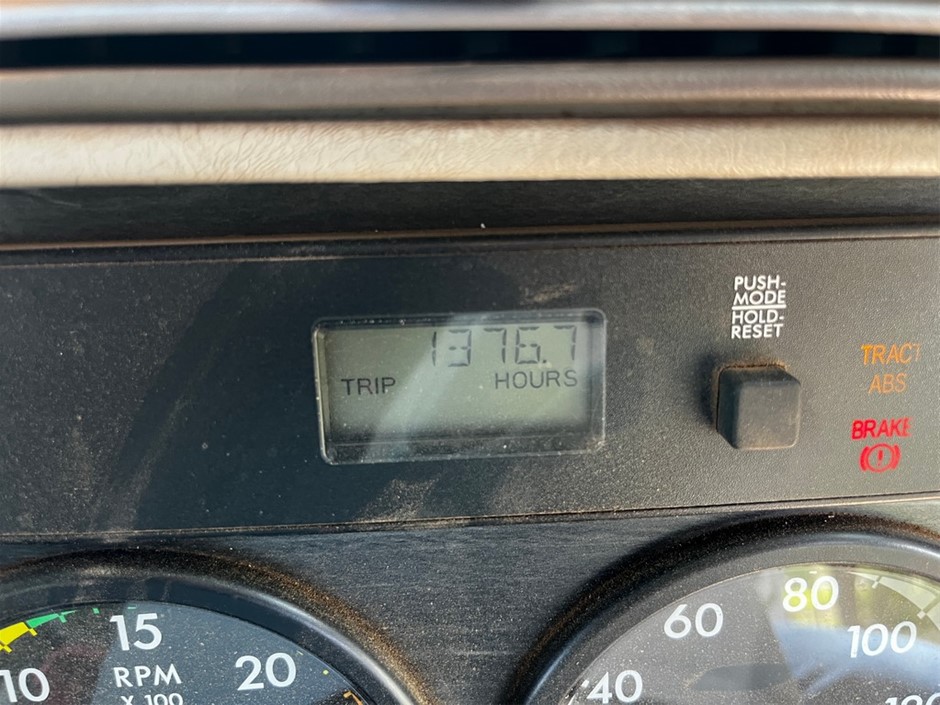 1376.7
TRIP HOURS
PUSH-
MODE
HOLD-
RESET
TRACT
ABS
BRAKE
10
15
20
RPM
X 100
40
60
80
100